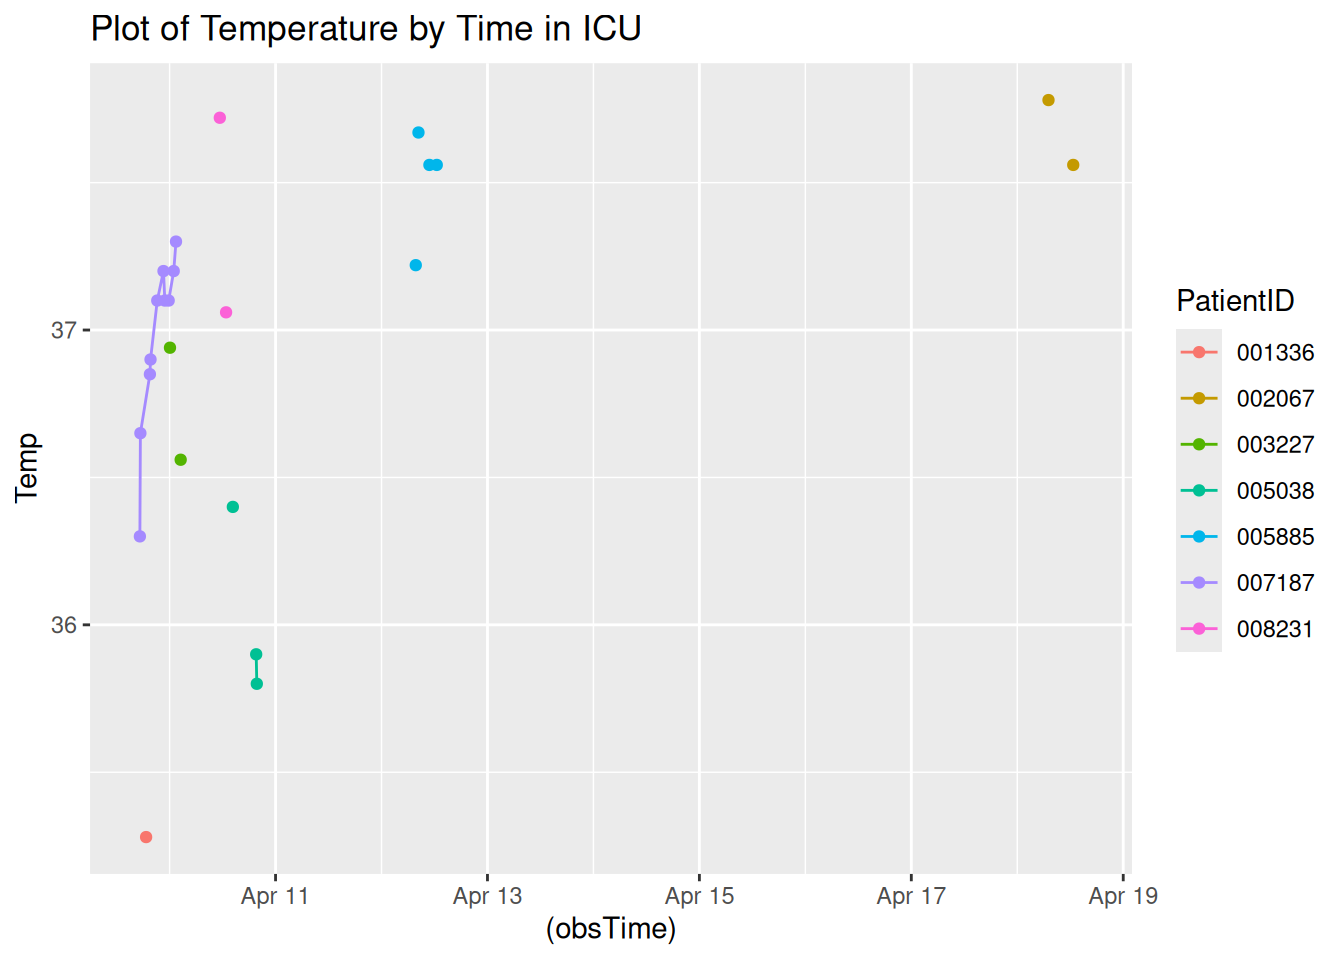 Plot of Temperature by Time in ICU
37
36
Temp
Apr 11
Apr 13
Apr 15
Apr 17
Apr 19
(obsTime)
PatientID
001336
002067
003227
005038
005885
007187
008231